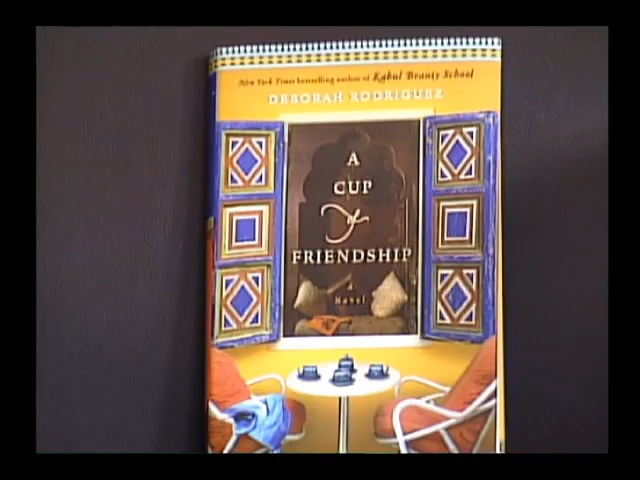 New York Times bestselling author of Kabul Beauty School
DEBORAH RODRIGUEZ
A
CUP
of
FRIENDSHIP
A
Novel